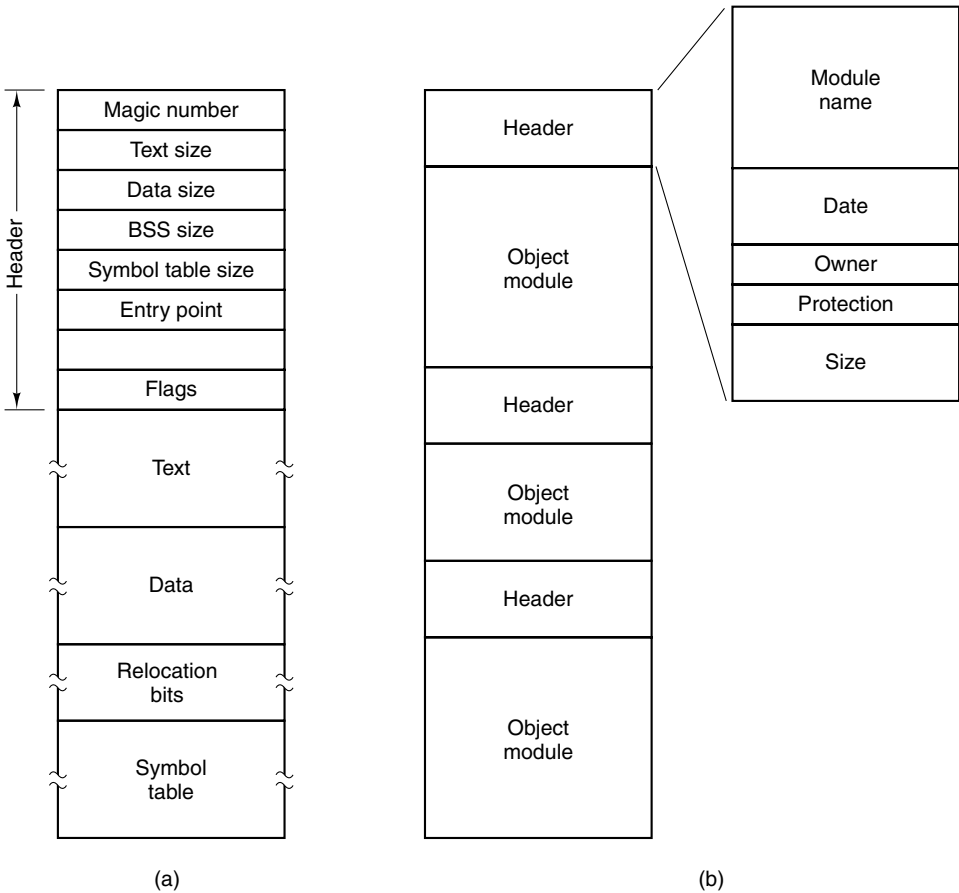 Header
Magic number
Text size
Data size
BSS size
Symbol table size
Entry point
Flags
Text
Data
Relocation
bits
Symbol
table
(a)
Header
Object
module
Header
Object
module
Header
Object
module
Module
name
Date
Owner
Protection
Size
(b)